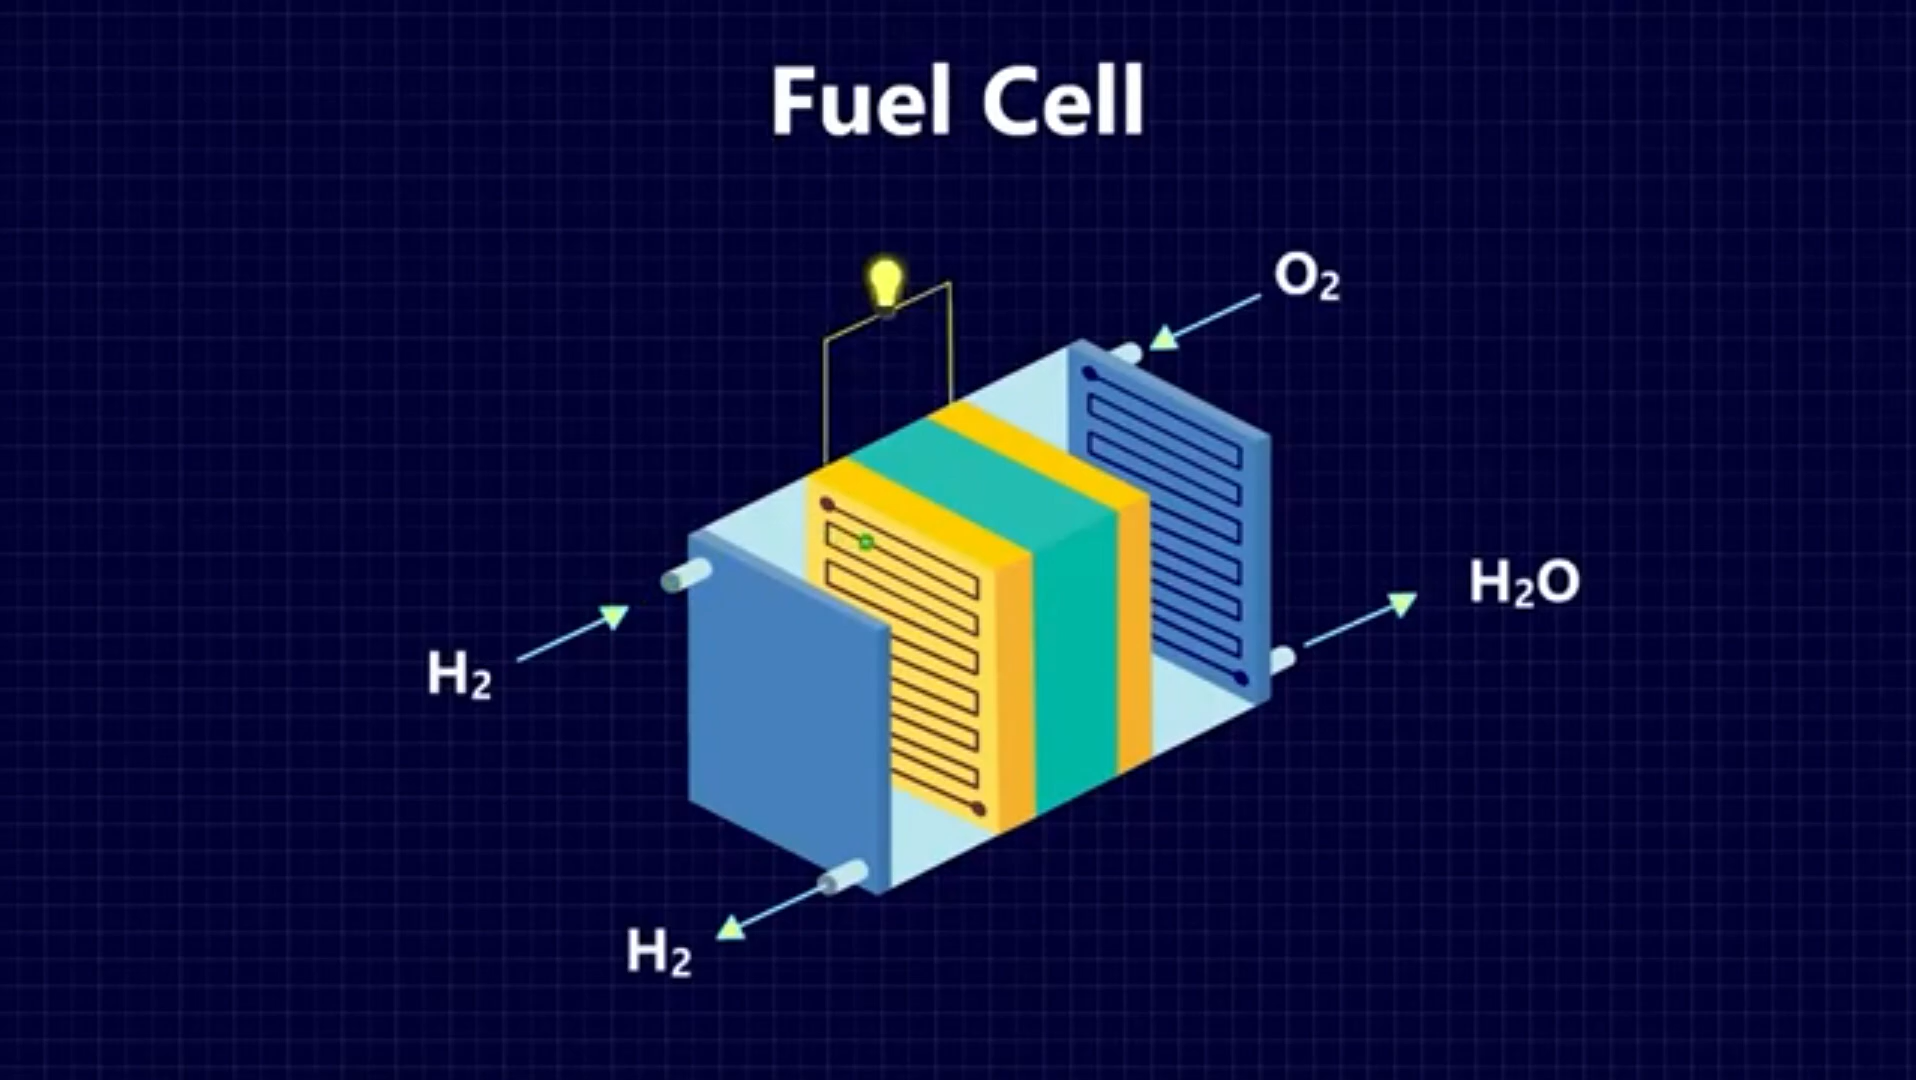 Fuel Cell
O₂
H₂O
H₂
H₂